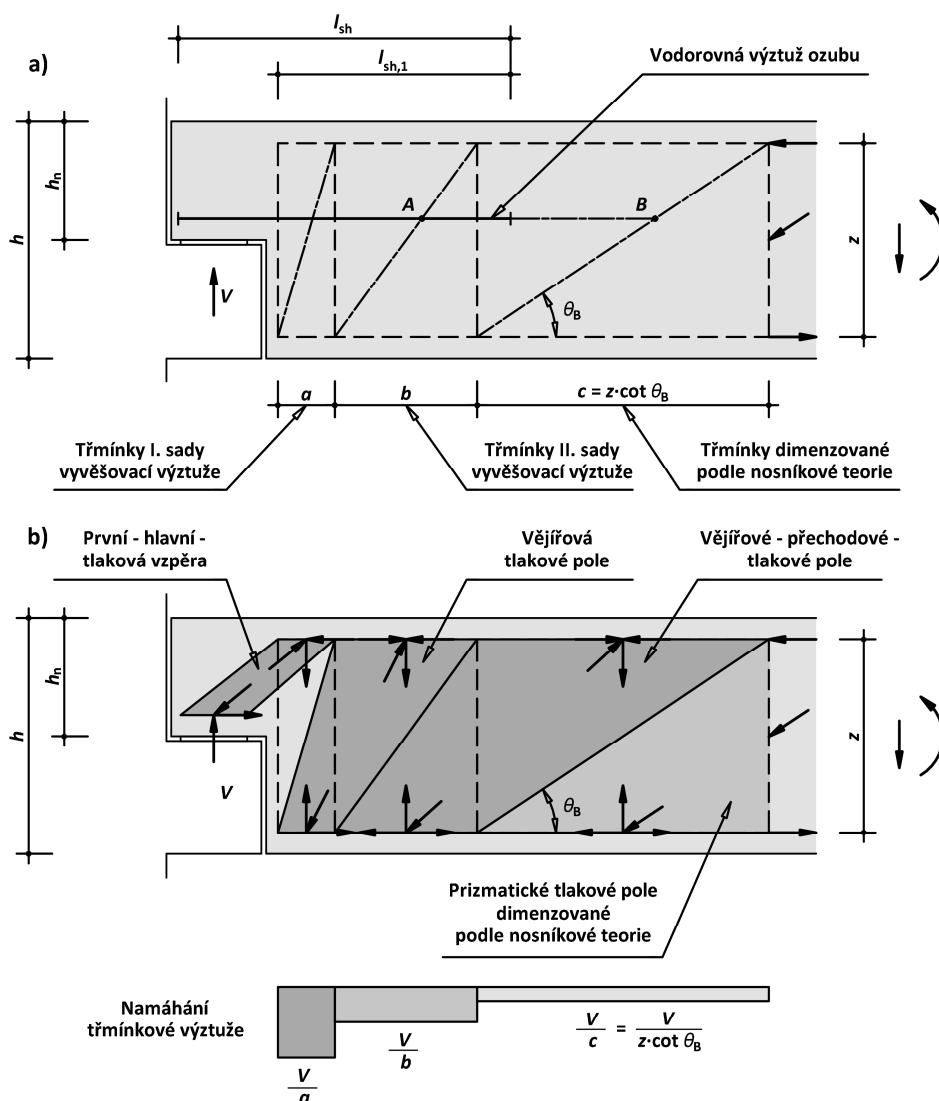 l_sh
a)
l_sh,1
Vodorovná výztuž ozubu
h
h_n
A
B
z
V
θ_B
a
b
c = z·cot θ_B
Třmínky I. sady
vyvěšovací výztuže
Třmínky II. sady
vyvěšovací výztuže
Třmínky dimenzované
podle nosníkové teorie
b)
První - hlavní -
tlaková vzpěra
Vějířová
tlakové pole
Vějířové - přechodové -
tlakové pole
h
h_n
z
V
θ_B
Prizmatické tlakové pole
dimenzované
podle nosníkové teorie
Namáhání
třmínkové výztuže
V
a
V
b
V/c = V/(z·cot θ_B)